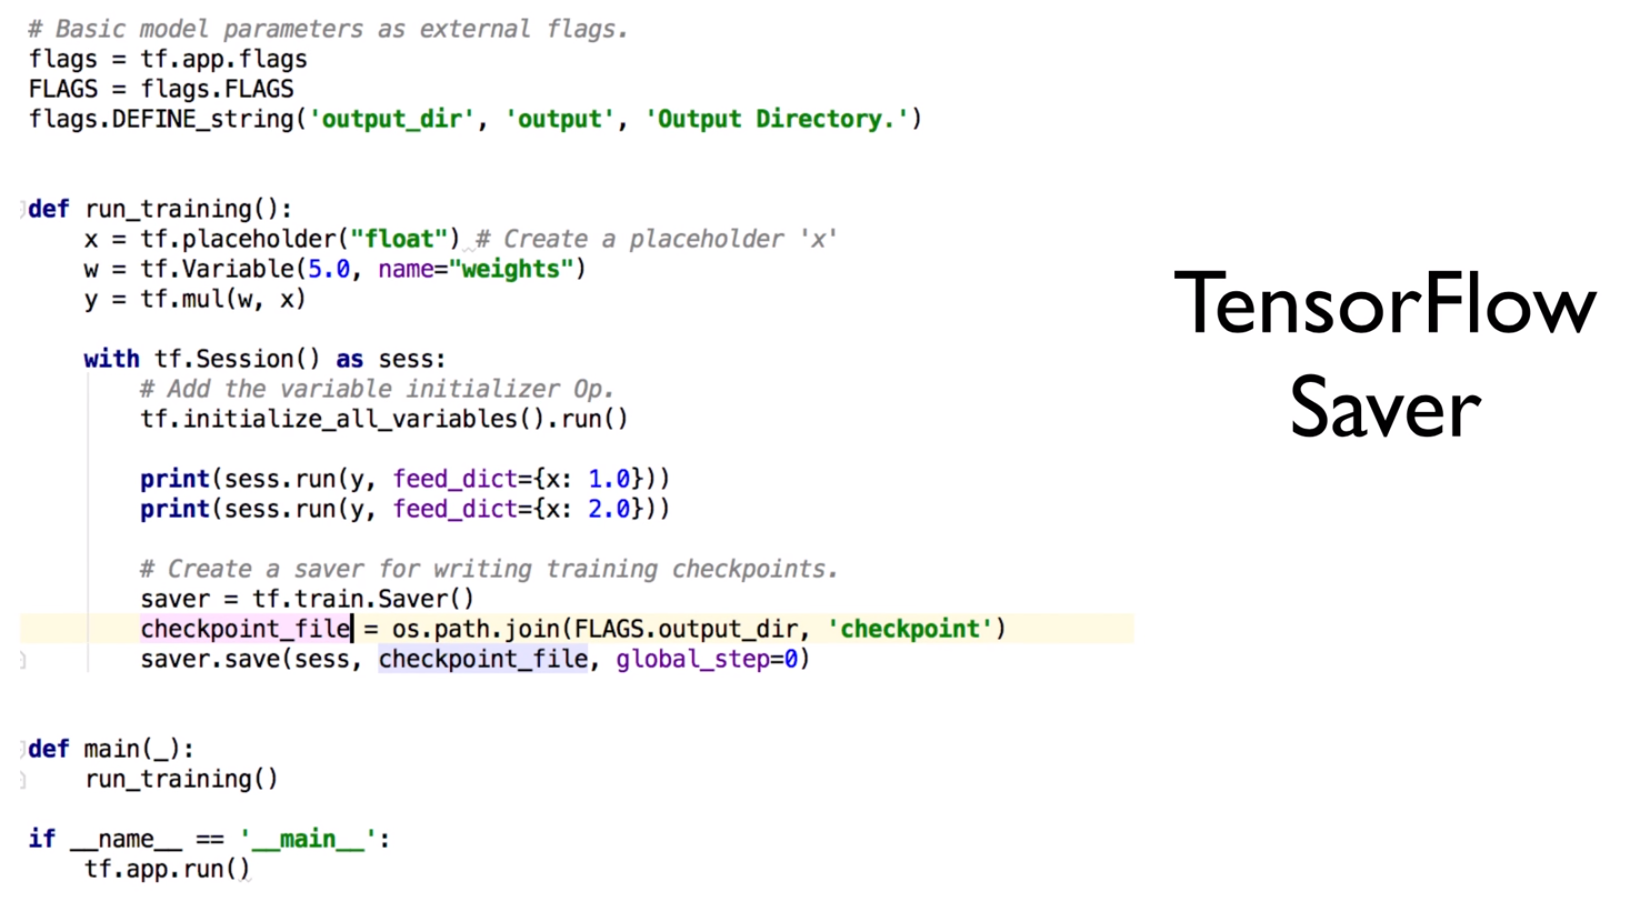 # Basic model parameters as external flags.
flags = tf.app.flags
FLAGS = flags.FLAGS
flags.DEFINE_string('output_dir', 'output', 'Output Directory.')
def run_training():
    x = tf.placeholder("float") # Create a placeholder 'x'
    w = tf.Variable(5.0, name="weights")
    y = tf.mul(w, x)
    with tf.Session() as sess:
        # Add the variable initializer Op.
        tf.initialize_all_variables().run()
        print(sess.run(y, feed_dict={x: 1.0}))
        print(sess.run(y, feed_dict={x: 2.0}))
        # Create a saver for writing training checkpoints.
        saver = tf.train.Saver()
        checkpoint_file = os.path.join(FLAGS.output_dir, 'checkpoint')
        saver.save(sess, checkpoint_file, global_step=0)
def main(_):
    run_training()
if __name__ == '__main__':
    tf.app.run()
TensorFlow
Saver